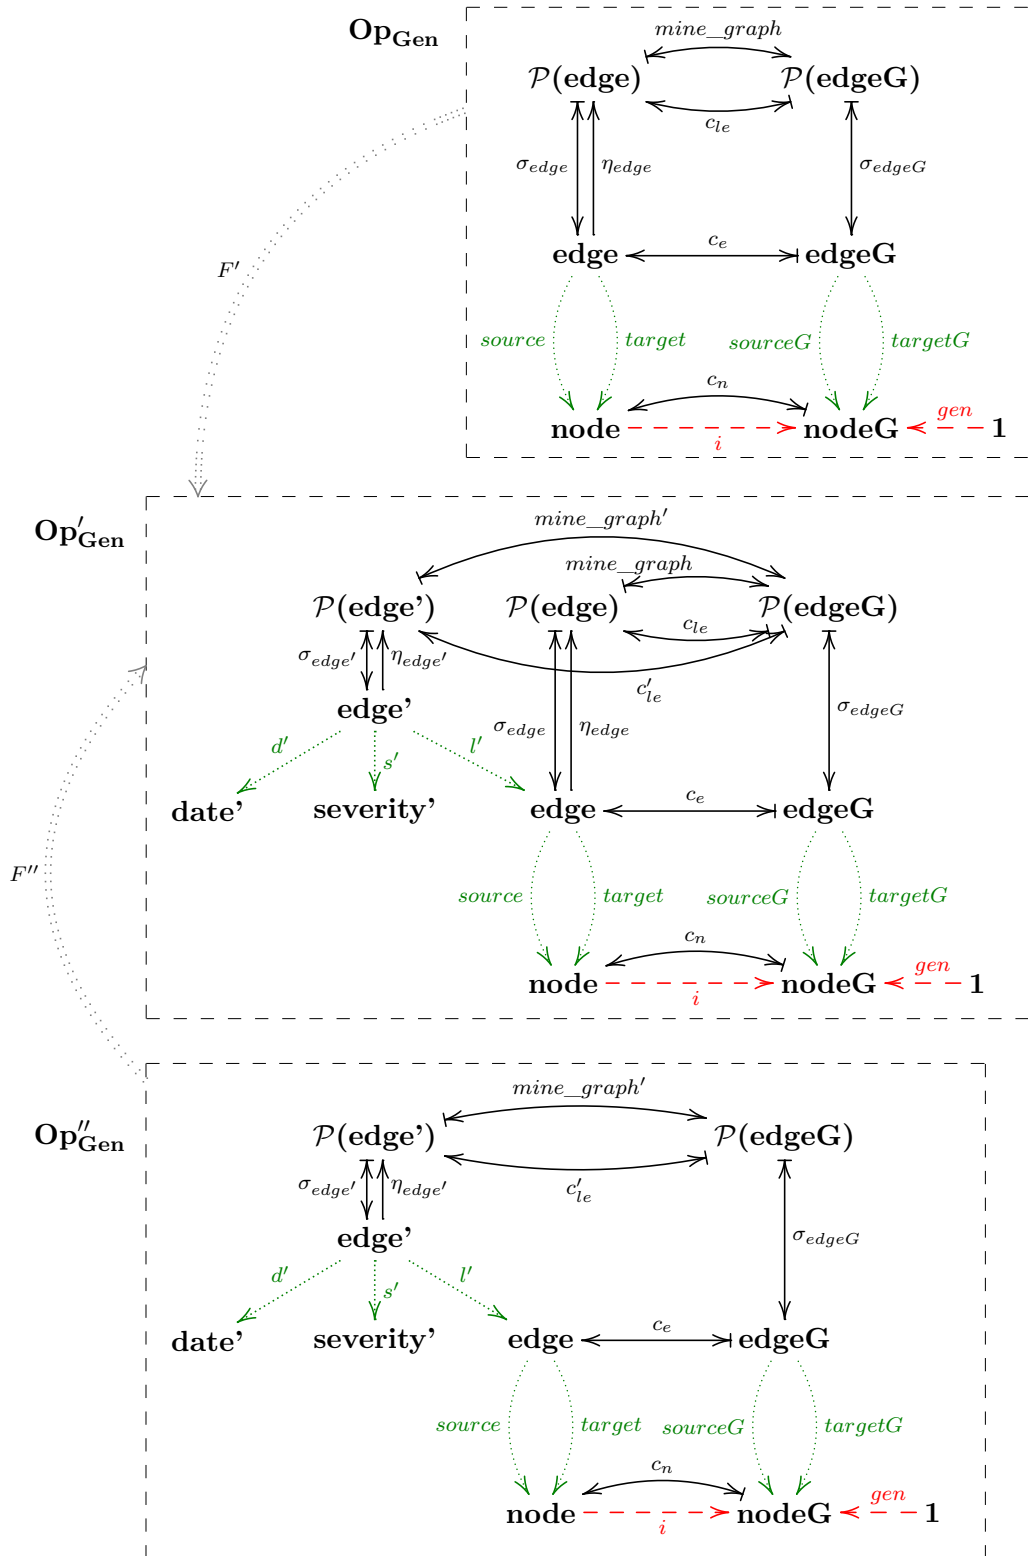 Op_Gen
mine_graph
𝒫(edge) 𝒫(edgeG)
c_le
σ_edge η_edge σ_edgeG
edge c_e edgeG
F′
source target sourceG targetG
c_n
node i nodeG gen 1
Op′_Gen
mine_graph′
mine_graph
𝒫(edge') 𝒫(edge) 𝒫(edgeG)
c_le
σ_edge′ η_edge′
c′_le
edge'
σ_edge η_edge σ_edgeG
d′ s′ l′
date' severity' edge c_e edgeG
F″
source target sourceG targetG
c_n
node i nodeG gen 1
Op″_Gen
mine_graph′
𝒫(edge') 𝒫(edgeG)
σ_edge′ η_edge′ c′_le
edge' σ_edgeG
d′ s′ l′
date' severity' edge c_e edgeG
source target sourceG targetG
c_n
node i nodeG gen 1